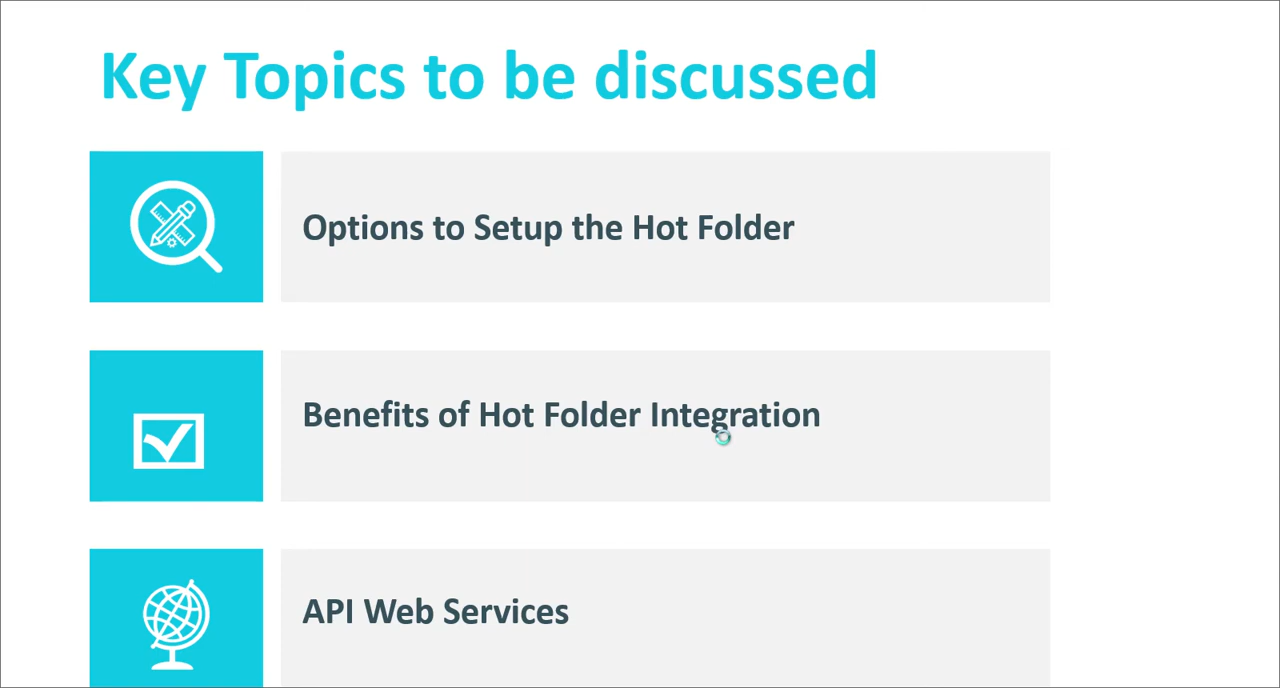 Key Topics to be discussed
Options to Setup the Hot Folder
Benefits of Hot Folder Integration
API Web Services